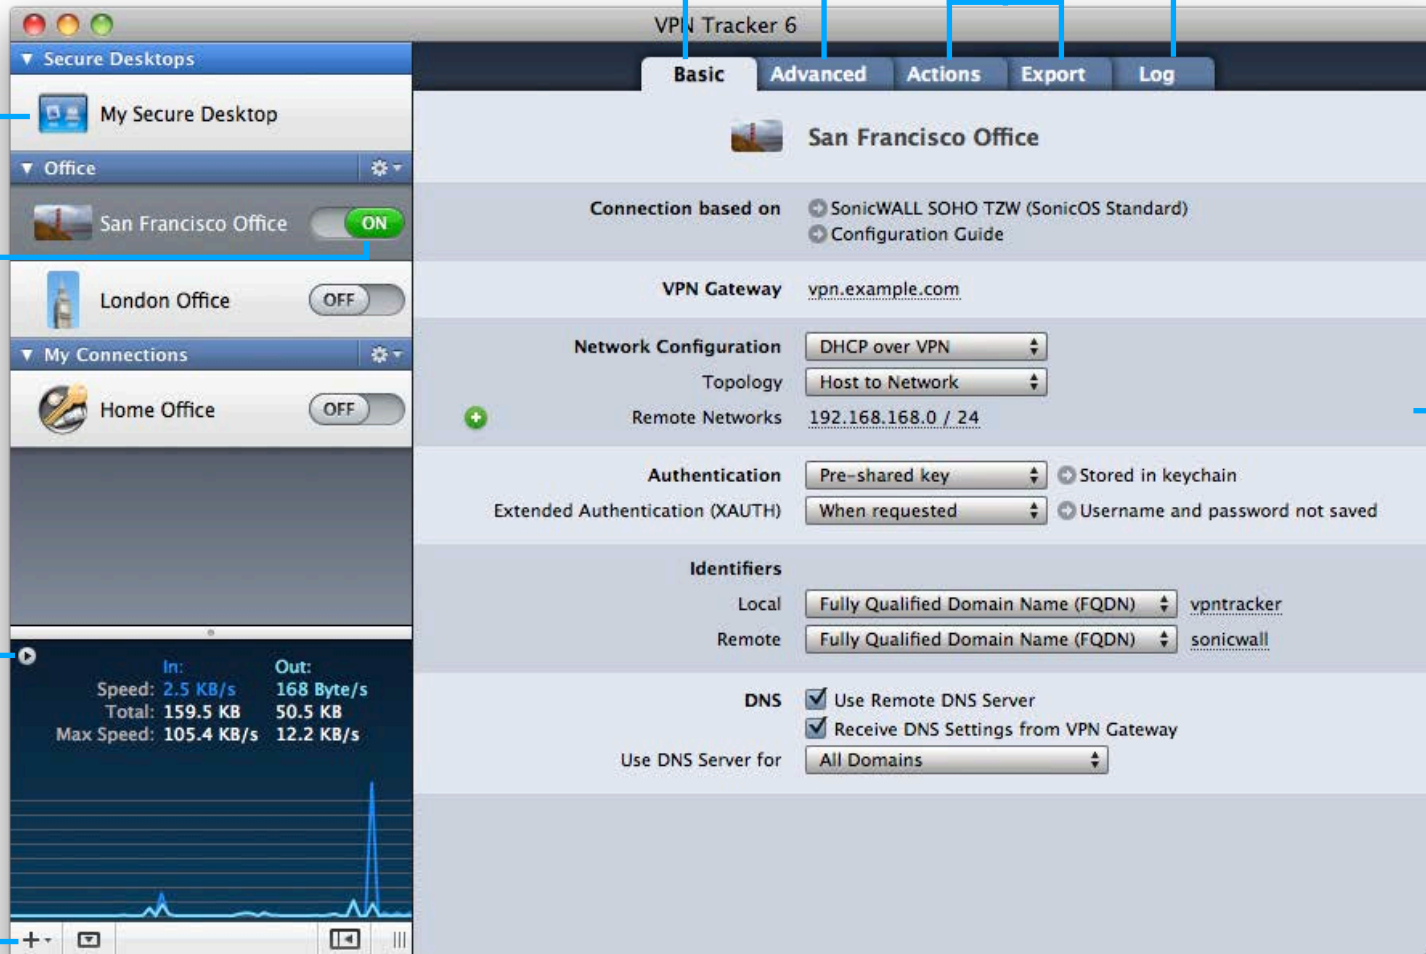 VPN Tracker 6
Secure Desktops
My Secure Desktop
Office
San Francisco Office ON
London Office OFF
My Connections
Home Office OFF
In: Out:
Speed: 2.5 KB/s 168 Byte/s
Total: 159.5 KB 50.5 KB
Max Speed: 105.4 KB/s 12.2 KB/s
Basic Advanced Actions Export Log
San Francisco Office
Connection based on SonicWALL SOHO TZW (SonicOS Standard)
Configuration Guide
VPN Gateway vpn.example.com
Network Configuration DHCP over VPN
Topology Host to Network
Remote Networks 192.168.168.0 / 24
Authentication Pre-shared key Stored in keychain
Extended Authentication (XAUTH) When requested Username and password not saved
Identifiers
Local Fully Qualified Domain Name (FQDN) vpntracker
Remote Fully Qualified Domain Name (FQDN) sonicwall
DNS Use Remote DNS Server
Receive DNS Settings from VPN Gateway
Use DNS Server for All Domains